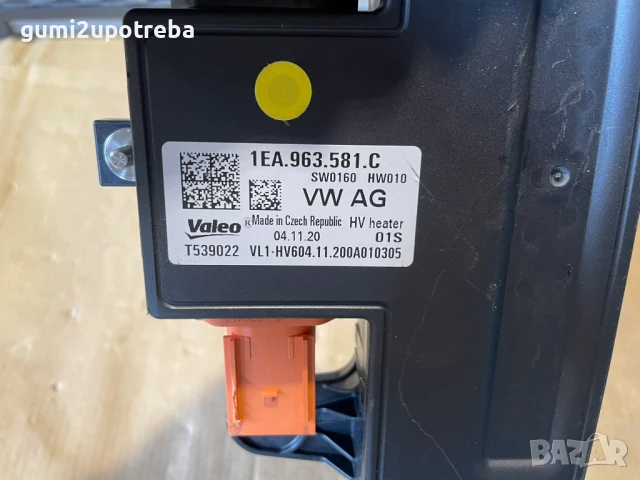 gumi2upotreba
1EA.963.581.C
SW0160 HW010
VW AG
Valeo® Made in Czech Republic HV heater
04.11.20 01S
T539022 VL1-HV604.11.200A010305
BAZAR